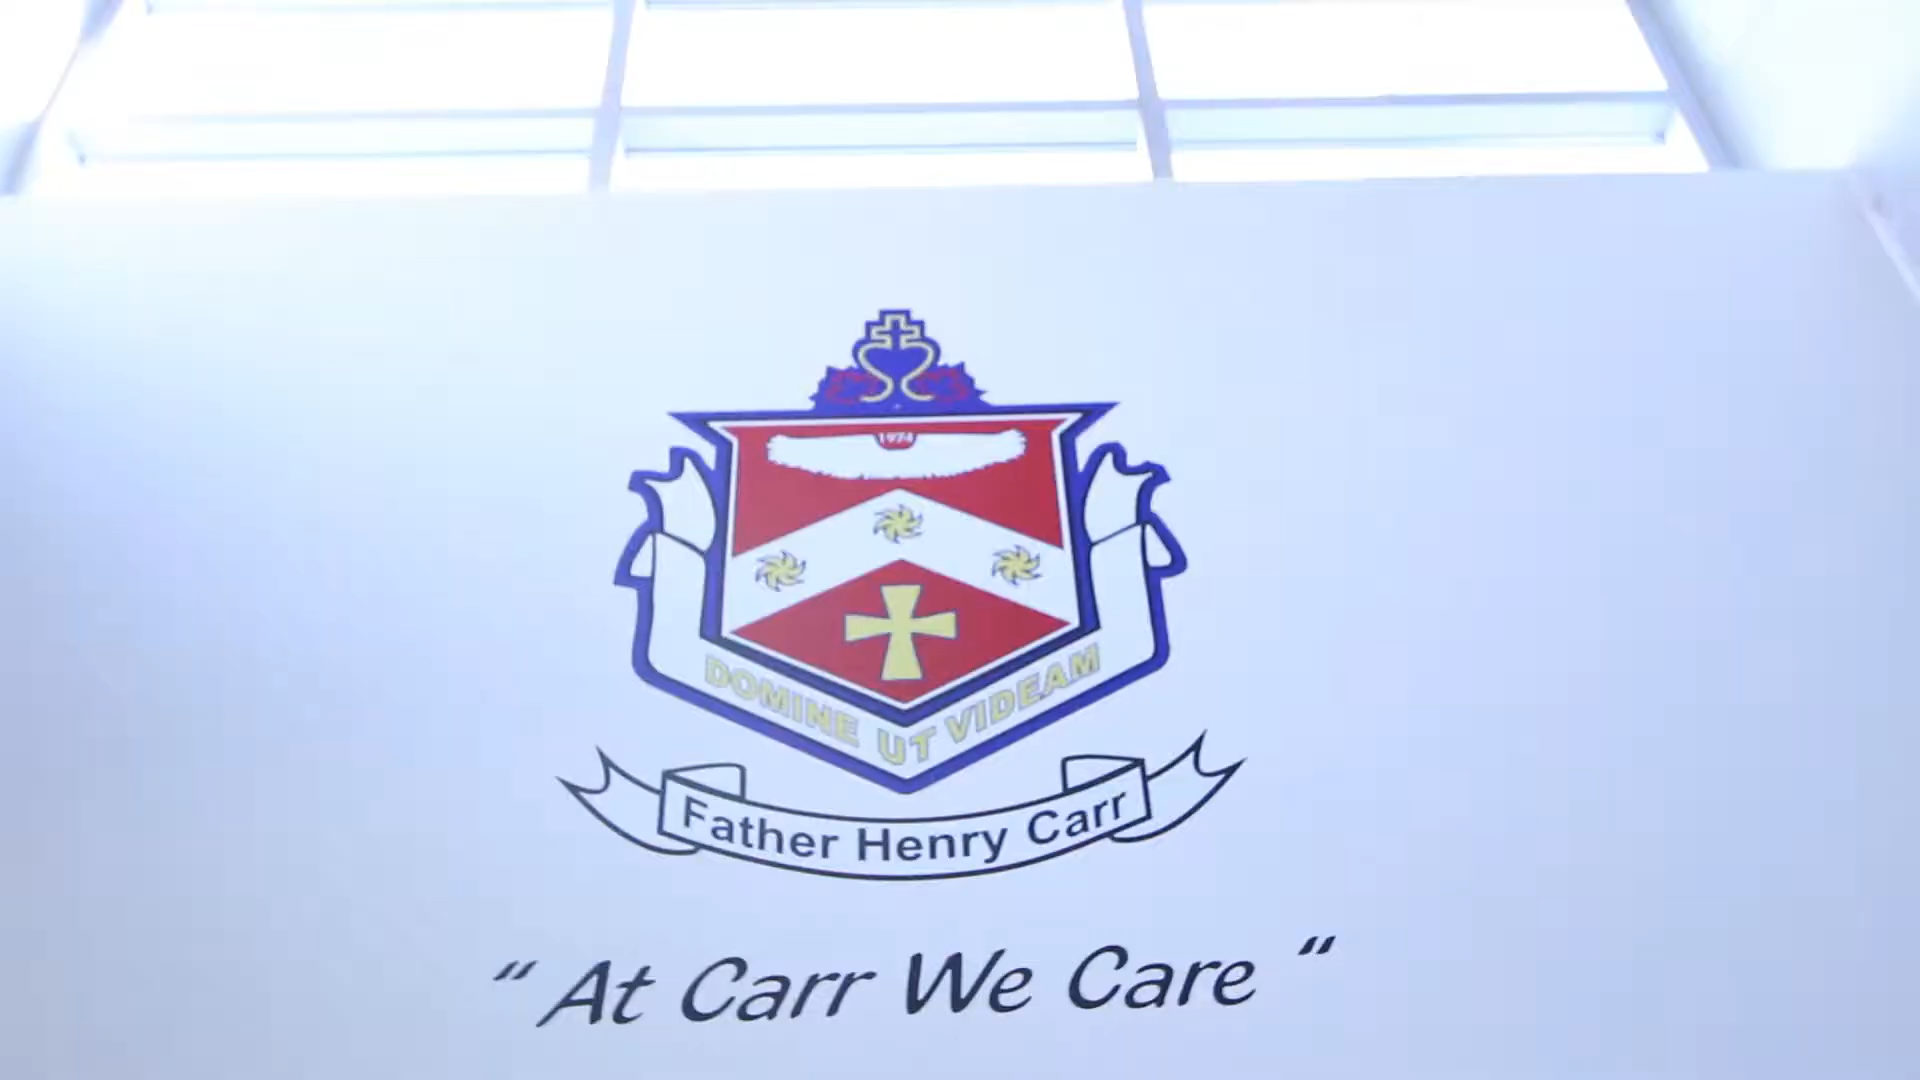 1974
DOMINE UT VIDEAM
Father Henry Carr
“ At Carr We Care “